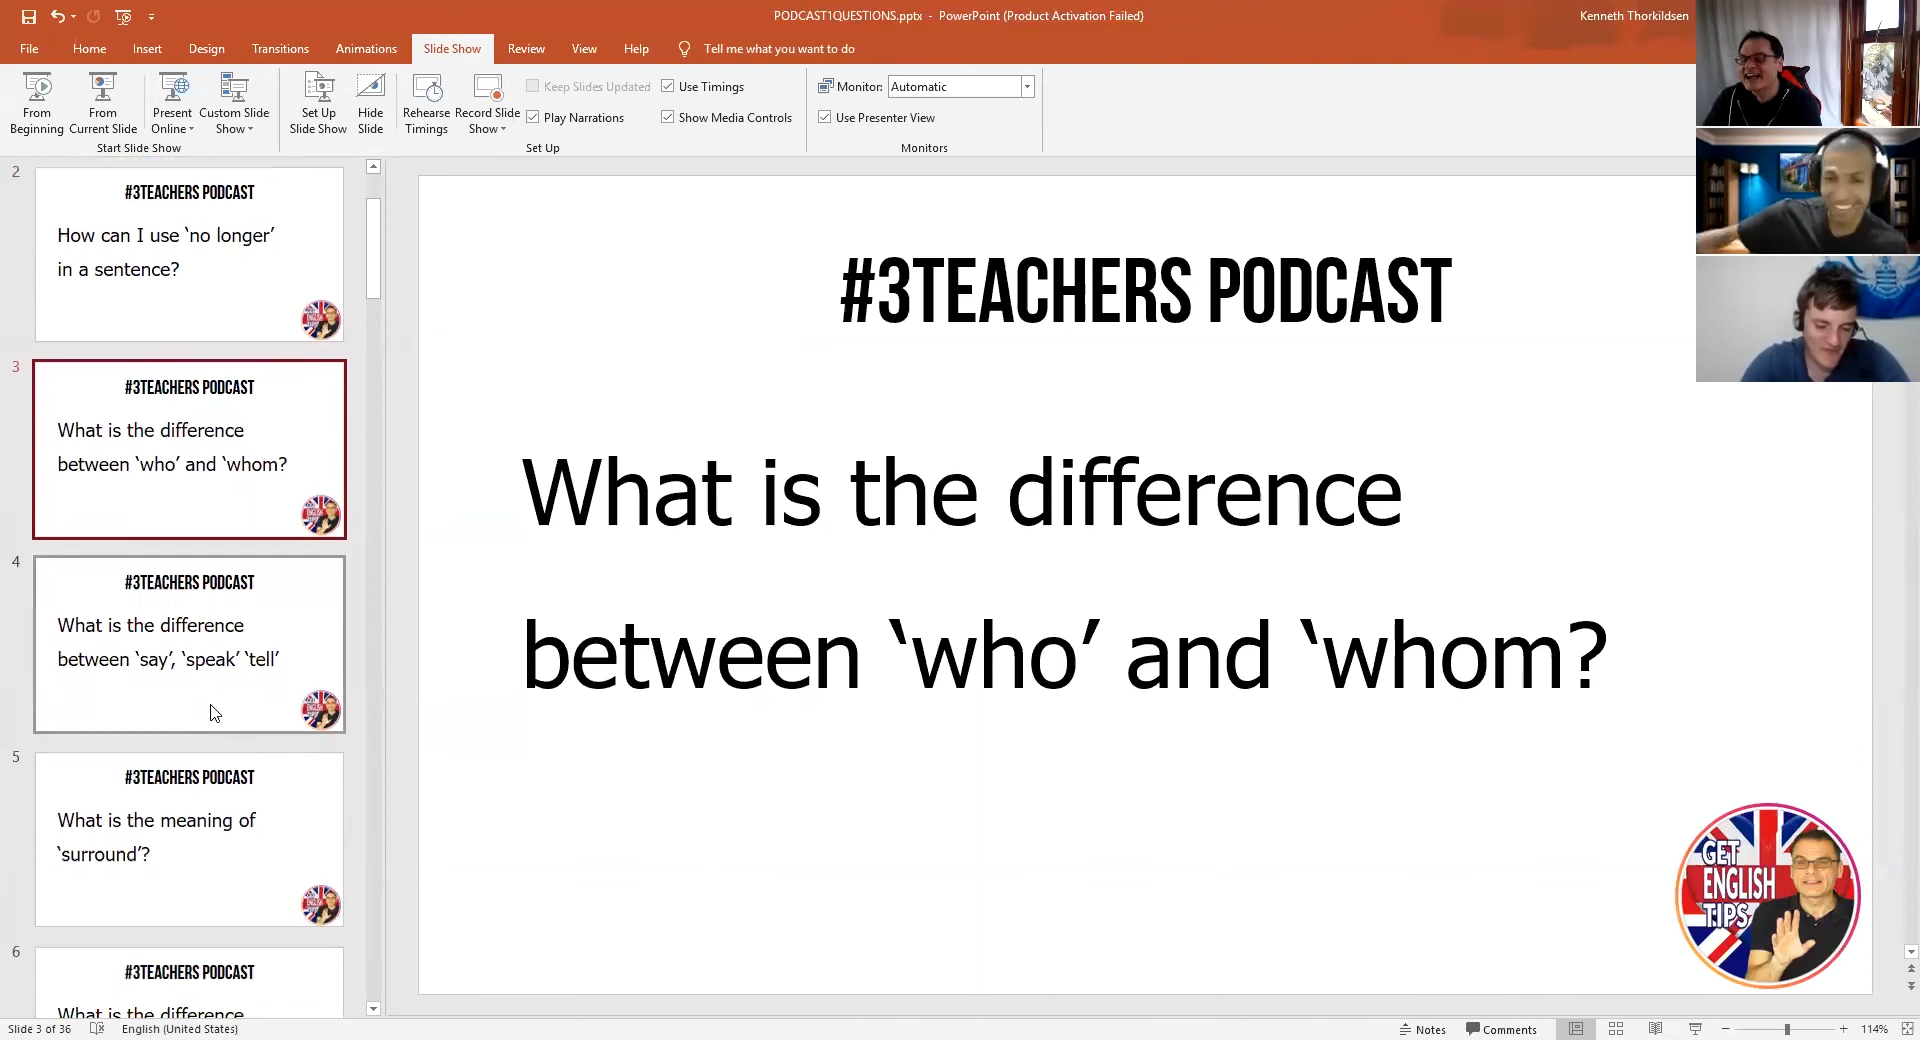 PODCAST1QUESTIONS.pptx - PowerPoint (Product Activation Failed)
Kenneth Thorkildsen
File Home Insert Design Transitions Animations Slide Show Review View Help Tell me what you want to do
From Beginning
From Current Slide
Present Online
Custom Slide Show
Start Slide Show
Set Up Slide Show
Hide Slide
Rehearse Timings
Record Slide Show
Keep Slides Updated
Use Timings
Play Narrations
Show Media Controls
Set Up
Monitor: Automatic
Use Presenter View
Monitors
2
#3TEACHERS PODCAST
How can I use ‘no longer’
in a sentence?
3
#3TEACHERS PODCAST
What is the difference
between ‘who’ and ‘whom?
4
#3TEACHERS PODCAST
What is the difference
between ‘say’, ‘speak’ ‘tell’
5
#3TEACHERS PODCAST
What is the meaning of
‘surround’?
6
#3TEACHERS PODCAST
What is the difference
#3TEACHERS PODCAST
What is the difference
between ‘who’ and ‘whom?
GET
ENGLISH
TIPS
Slide 3 of 36
English (United States)
Notes
Comments
114%